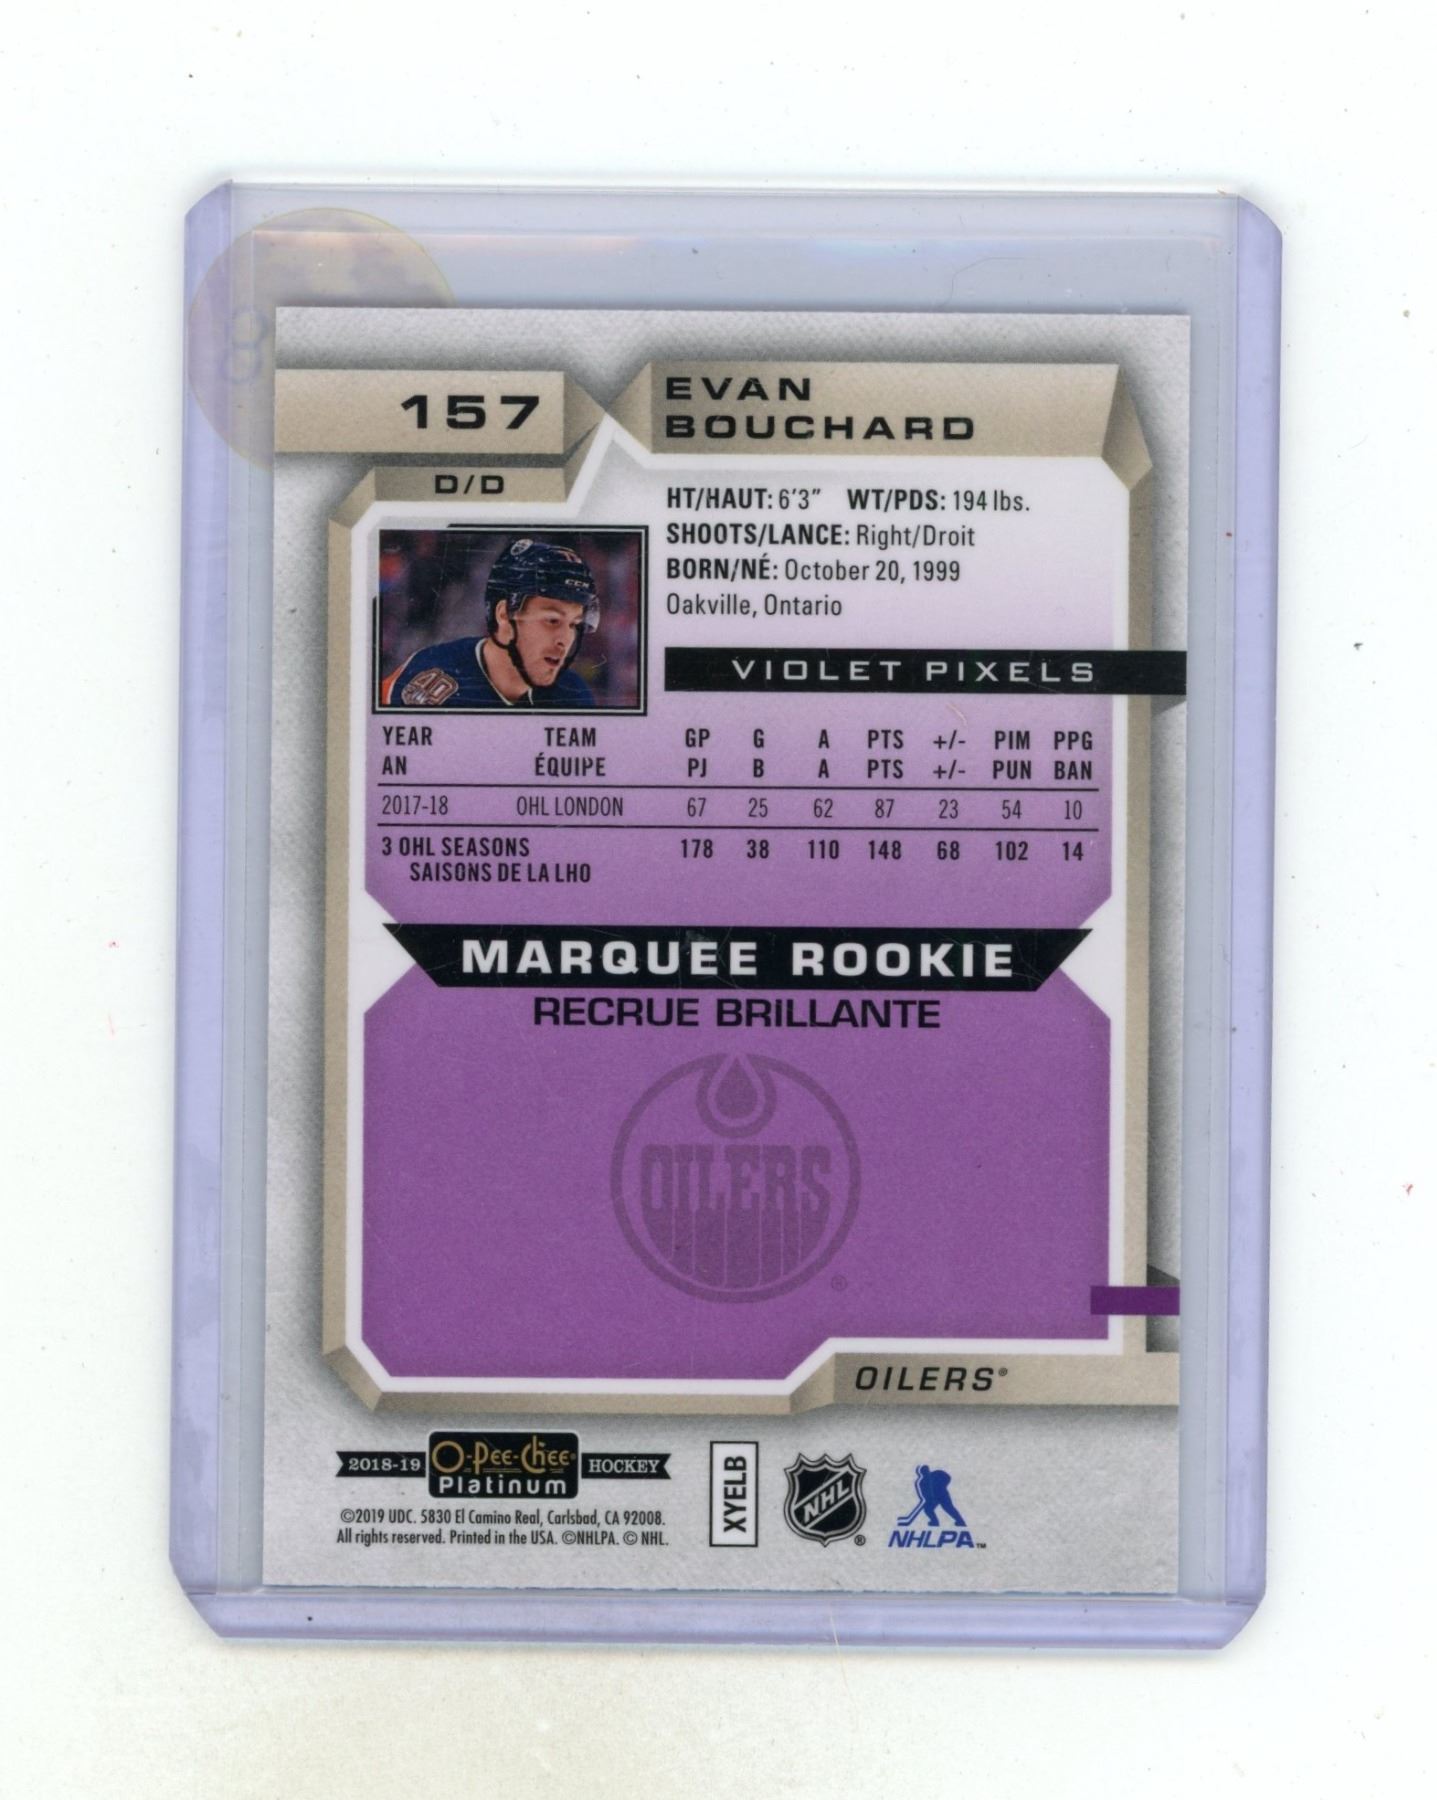 157
EVAN
BOUCHARD
D/D
HT/HAUT: 6'3" WT/PDS: 194 lbs.
SHOOTS/LANCE: Right/Droit
BORN/NÉ: October 20, 1999
Oakville, Ontario
CCM
40
VIOLET PIXELS
YEAR TEAM GP G A PTS +/- PIM PPG
AN ÉQUIPE PJ B A PTS +/- PUN BAN
2017-18 OHL LONDON 67 25 62 87 23 54 10
3 OHL SEASONS 178 38 110 148 68 102 14
SAISONS DE LA LHO
MARQUEE ROOKIE
RECRUE BRILLANTE
OILERS®
OILERS®
2018-19 O-Pee-Chee® HOCKEY
Platinum
©2019 UDC. 5830 El Camino Real, Carlsbad, CA 92008.
All rights reserved. Printed in the USA. ©NHLPA. © NHL.
XYELB
NHL®
NHLPA™